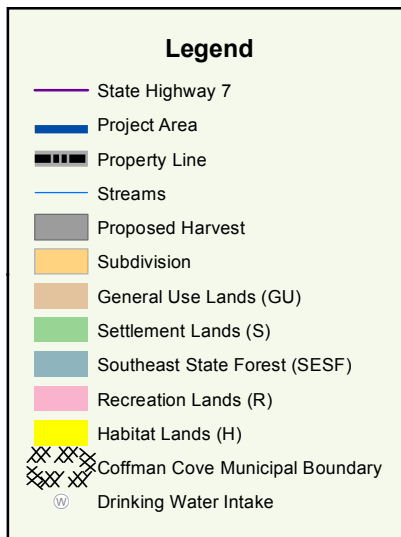 Legend
State Highway 7
Project Area
Property Line
Streams
Proposed Harvest
Subdivision
General Use Lands (GU)
Settlement Lands (S)
Southeast State Forest (SESF)
Recreation Lands (R)
Habitat Lands (H)
Coffman Cove Municipal Boundary
W Drinking Water Intake